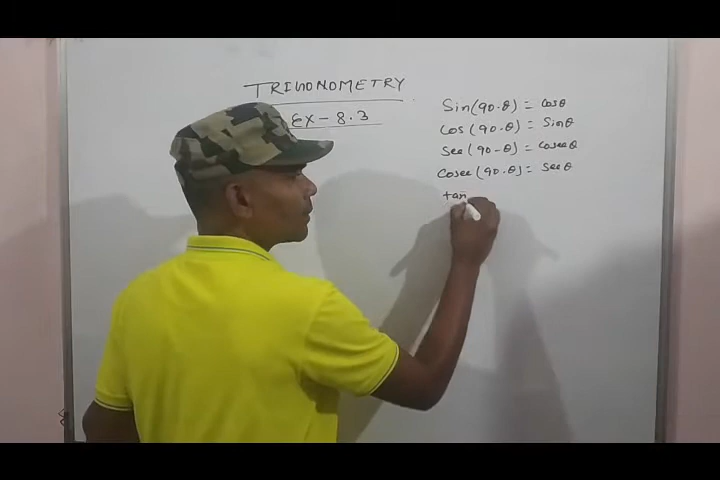 TRIGONOMETRY
EX - 8.3
Sin(90-θ) = cosθ
cos(90-θ) = Sinθ
sec(90-θ) = cosecθ
cosec(90-θ) = secθ
tan